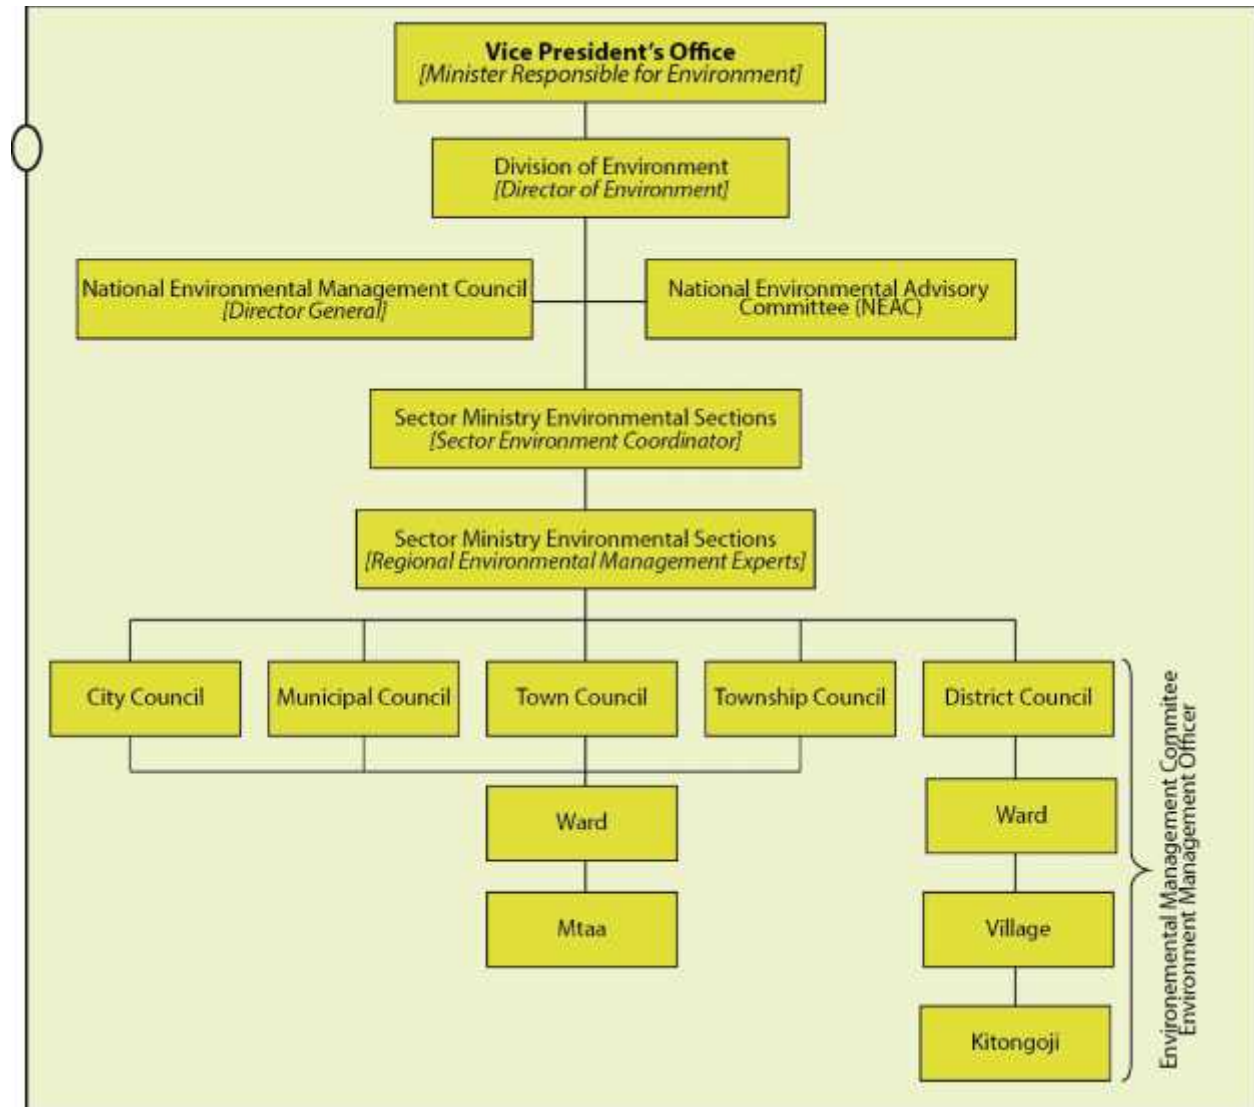 Vice President's Office
[Minister Responsible for Environment]
Division of Environment
[Director of Environment]
National Environmental Management Council
[Director General]
National Environmental Advisory
Committee (NEAC)
Sector Ministry Environmental Sections
[Sector Environment Coordinator]
Sector Ministry Environmental Sections
[Regional Environmental Management Experts]
City Council
Municipal Council
Town Council
Township Council
District Council
Ward
Mtaa
Ward
Village
Kitongoji
Environemental Management Commitee
Environment Management Officer